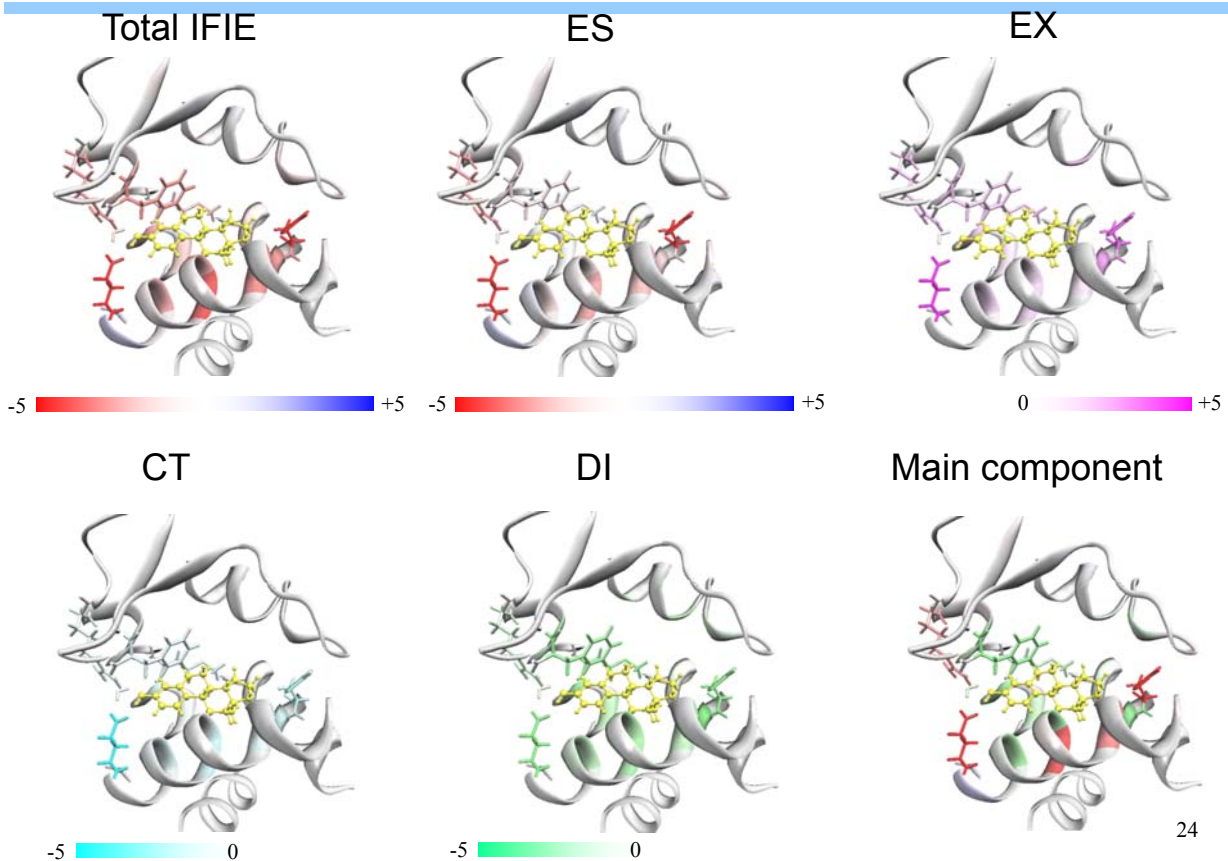 Total IFIE
ES
EX
-5 +5
-5 +5
0 +5
CT
DI
Main component
-5 0
-5 0
24